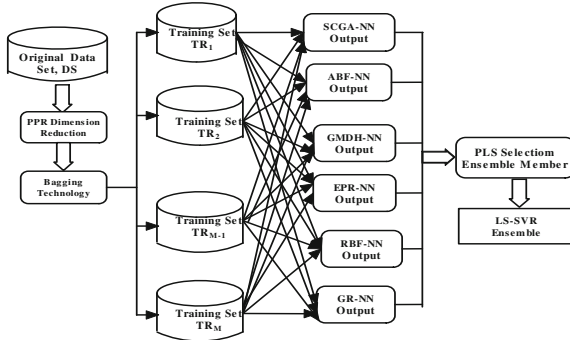 Original Data
Set, DS
PPR Dimension
Reduction
Bagging
Technology
Training Set
TR1
Training Set
TR2
Training Set
TRM-1
Training Set
TRM
SCGA-NN
Output
ABF-NN
Output
GMDH-NN
Output
EPR-NN
Output
RBF-NN
Output
GR-NN
Output
PLS Selectiom
Ensemble Member
LS-SVR
Ensemble